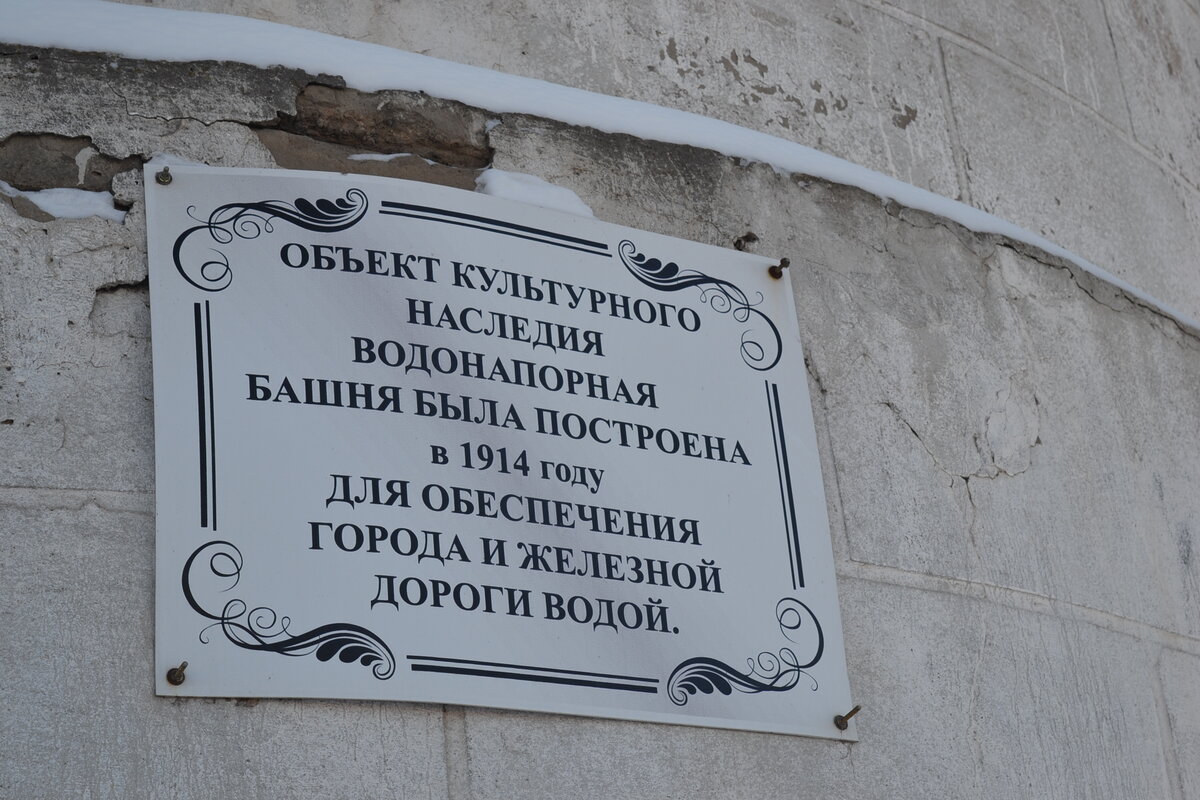 ОБЪЕКТ КУЛЬТУРНОГО
НАСЛЕДИЯ
ВОДОНАПОРНАЯ
БАШНЯ БЫЛА ПОСТРОЕНА
в 1914 году
ДЛЯ ОБЕСПЕЧЕНИЯ
ГОРОДА И ЖЕЛЕЗНОЙ
ДОРОГИ ВОДОЙ.